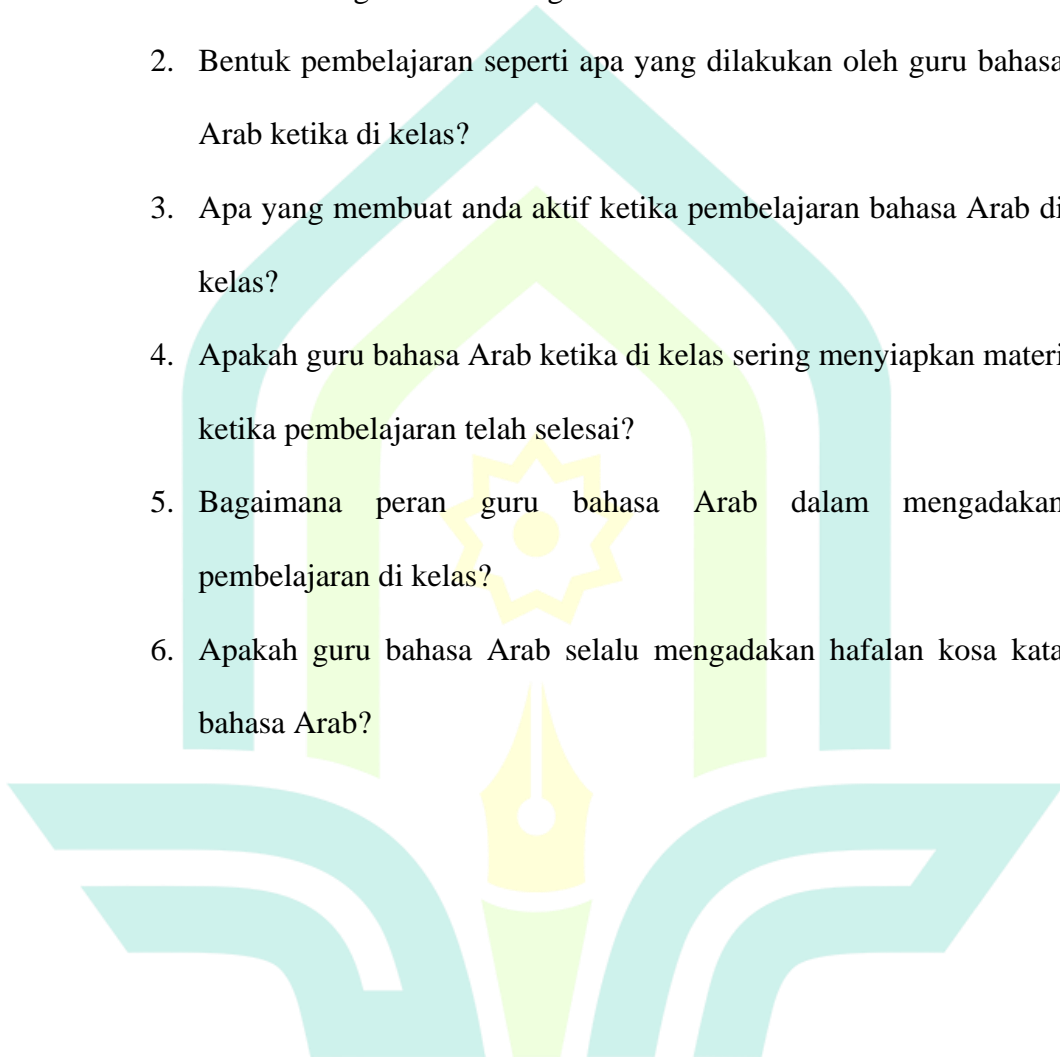 2. Bentuk pembelajaran seperti apa yang dilakukan oleh guru bahasa
Arab ketika di kelas?
3. Apa yang membuat anda aktif ketika pembelajaran bahasa Arab di
kelas?
4. Apakah guru bahasa Arab ketika di kelas sering menyiapkan materi
ketika pembelajaran telah selesai?
5. Bagaimana peran guru bahasa Arab dalam mengadakan
pembelajaran di kelas?
6. Apakah guru bahasa Arab selalu mengadakan hafalan kosa kata
bahasa Arab?